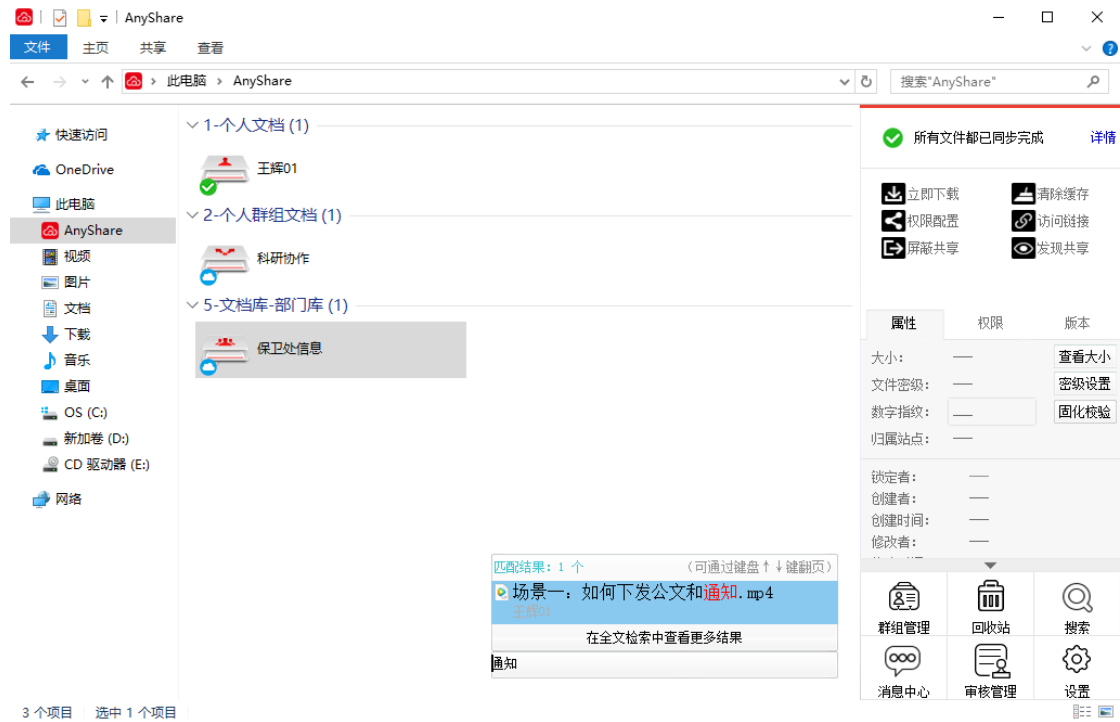 AnyShare
文件 主页 共享 查看
此电脑 AnyShare 搜索"AnyShare"
快速访问
OneDrive
此电脑
AnyShare
视频
图片
文档
下载
音乐
桌面
OS (C:)
新加卷 (D:)
CD 驱动器 (E:)
网络
1-个人文档 (1)
王辉01
2-个人群组文档 (1)
科研协作
5-文档库-部门库 (1)
保卫处信息
匹配结果: 1 个 (可通过键盘↑↓键翻页)
场景一: 如何下发公文和通知.mp4
王辉01
在全文检索中查看更多结果
通知
所有文件都已同步完成 详情
立即下载 清除缓存
权限配置 访问链接
屏蔽共享 发现共享
属性 权限 版本
大小: — 查看大小
文件密级: — 密级设置
数字指纹: — 固化校验
归属站点: —
锁定者: —
创建者: —
创建时间: —
修改者: —
群组管理 回收站 搜索
消息中心 审核管理 设置
3 个项目 选中 1 个项目